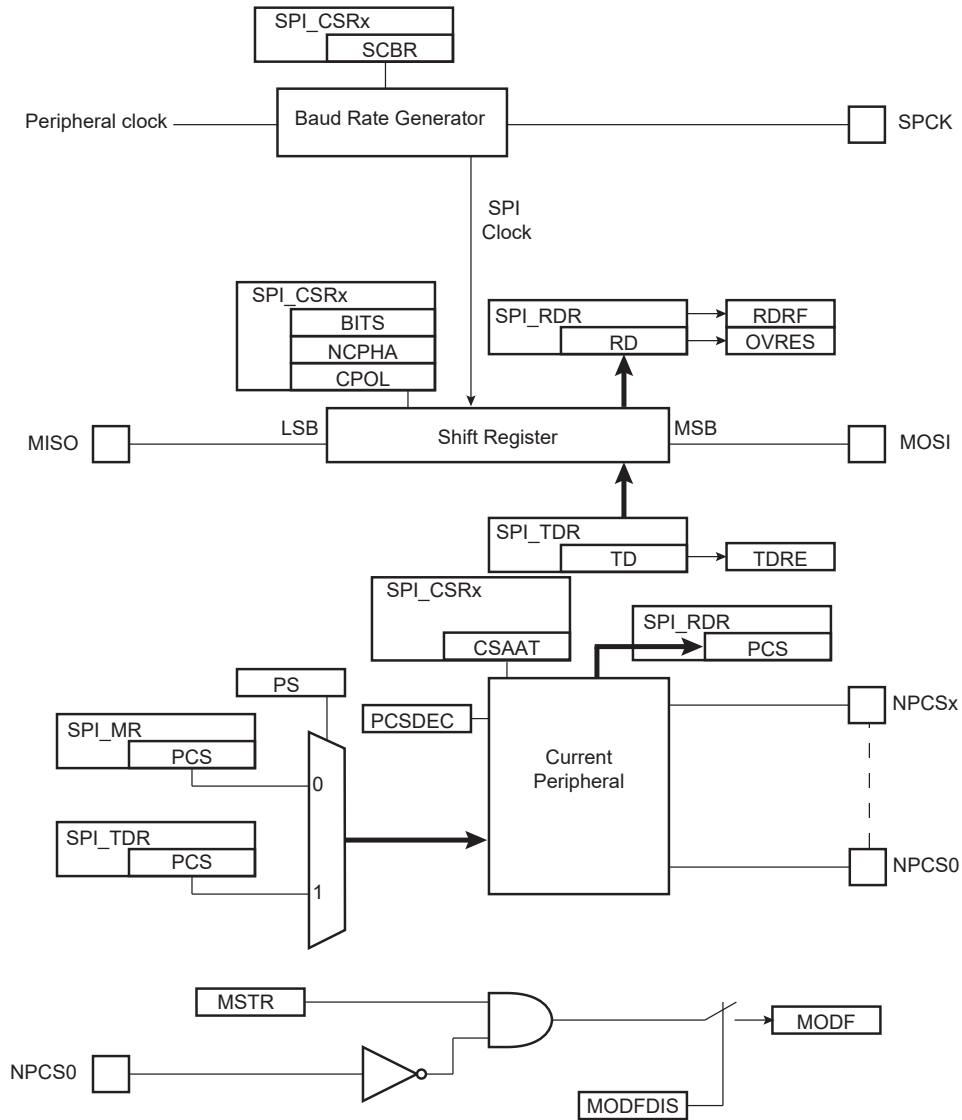 SPI_CSRx
SCBR
Peripheral clock
Baud Rate Generator
SPCK
SPI
Clock
SPI_CSRx
BITS
NCPHA
CPOL
SPI_RDR
RD
RDRF
OVRES
MISO
LSB
Shift Register
MSB
MOSI
SPI_TDR
TD
TDRE
SPI_CSRx
CSAAT
SPI_RDR
PCS
PS
PCSDEC
NPCSx
SPI_MR
PCS
0
Current
Peripheral
SPI_TDR
PCS
1
NPCS0
MSTR
MODF
NPCS0
MODFDIS